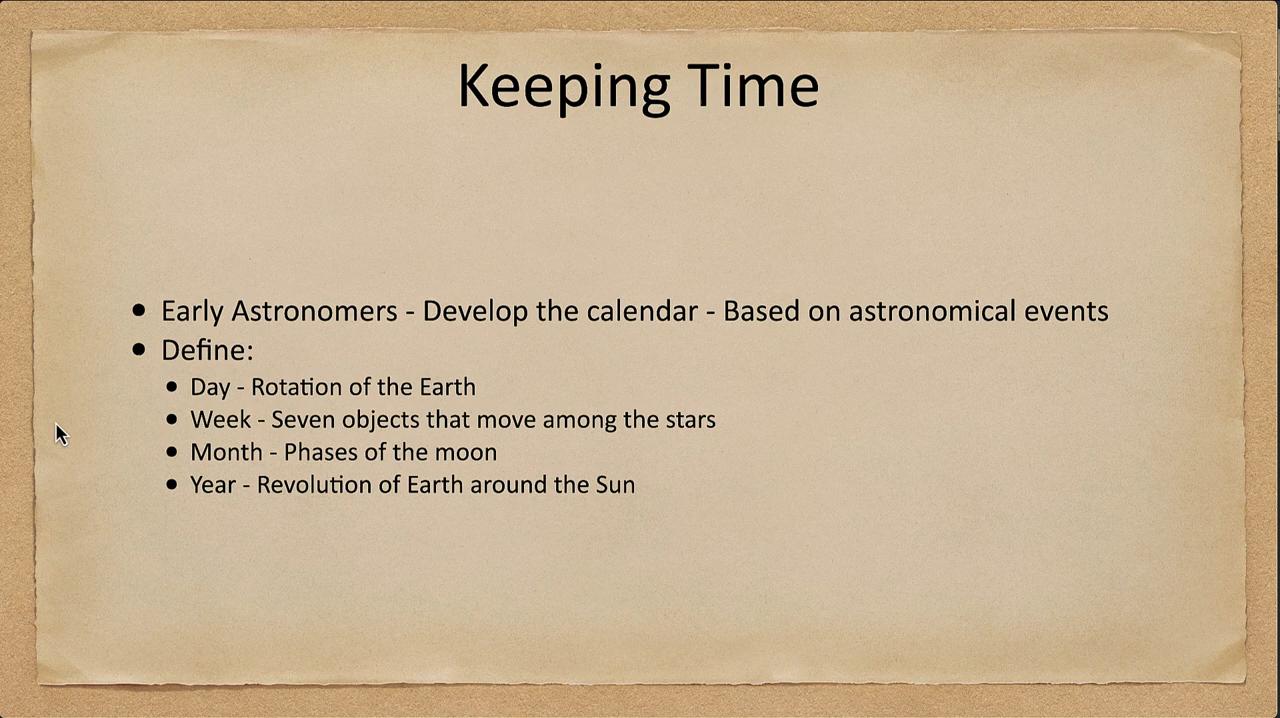 Keeping Time
• Early Astronomers - Develop the calendar - Based on astronomical events
• Define:
• Day - Rotation of the Earth
• Week - Seven objects that move among the stars
• Month - Phases of the moon
• Year - Revolution of Earth around the Sun